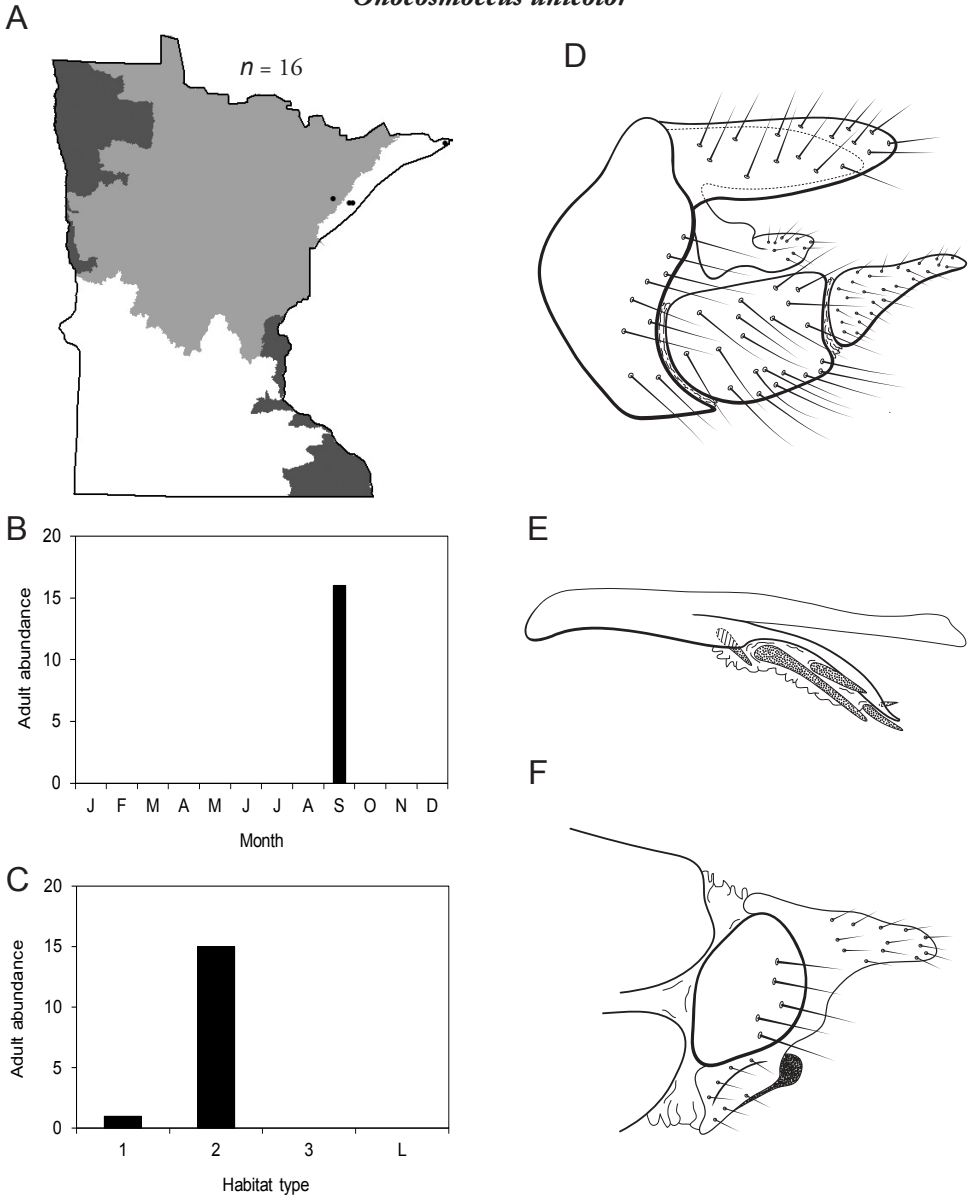 Onocosmoecus unicolor
A
n = 16
D
B
20
15
10
5
0
Adult abundance
J F M A M J J A S O N D
Month
E
C
20
15
10
5
0
Adult abundance
1 2 3 L
Habitat type
F